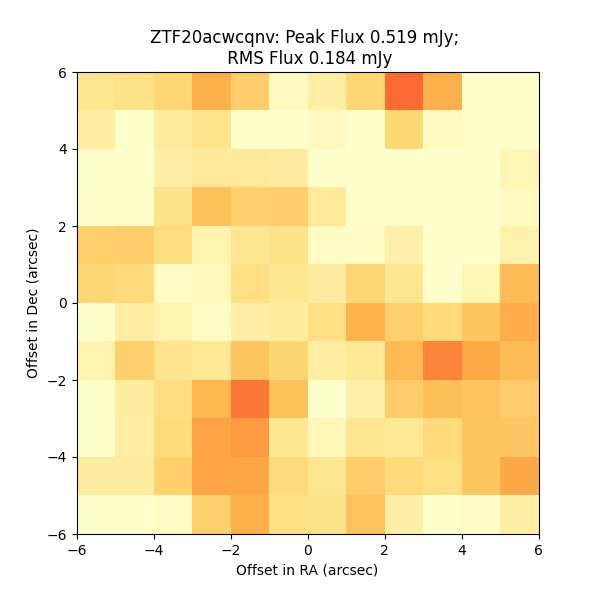 ZTF20acwcqnv: Peak Flux 0.519 mJy;
RMS Flux 0.184 mJy
6
4
2
0
−2
−4
−6
Offset in Dec (arcsec)
−6 −4 −2 0 2 4 6
Offset in RA (arcsec)